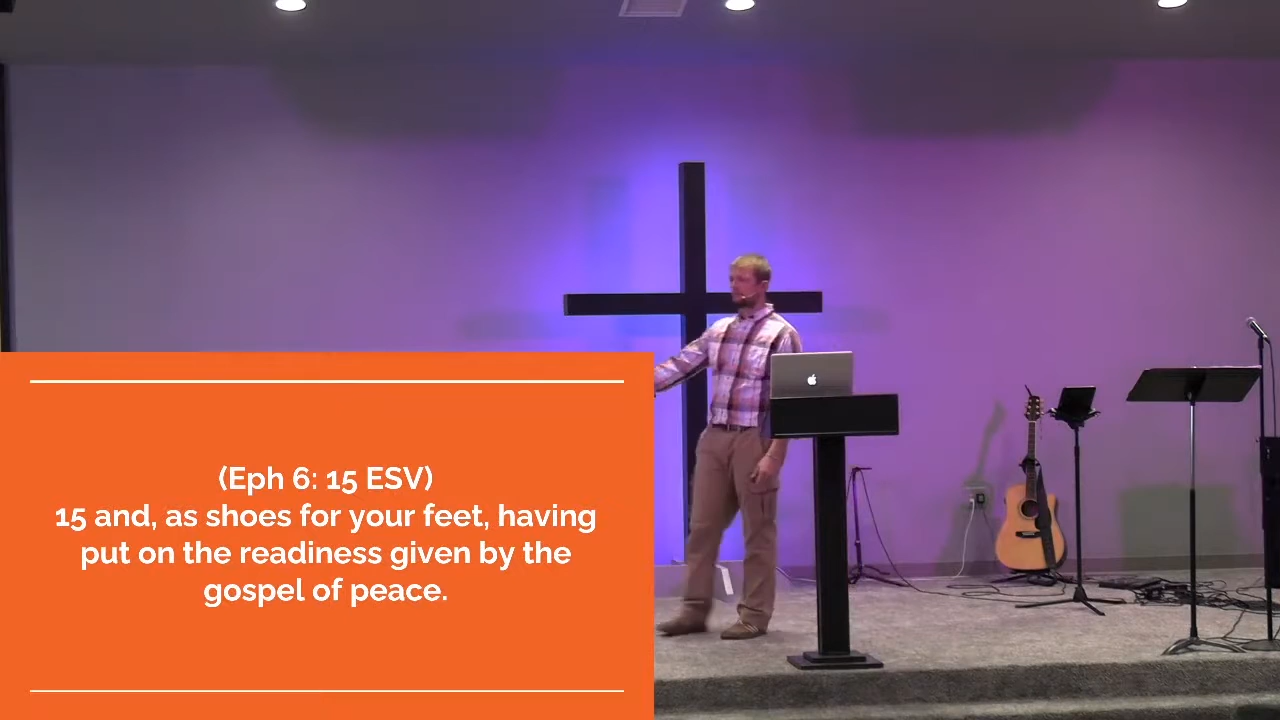 (Eph 6: 15 ESV)
15 and, as shoes for your feet, having
put on the readiness given by the
gospel of peace.